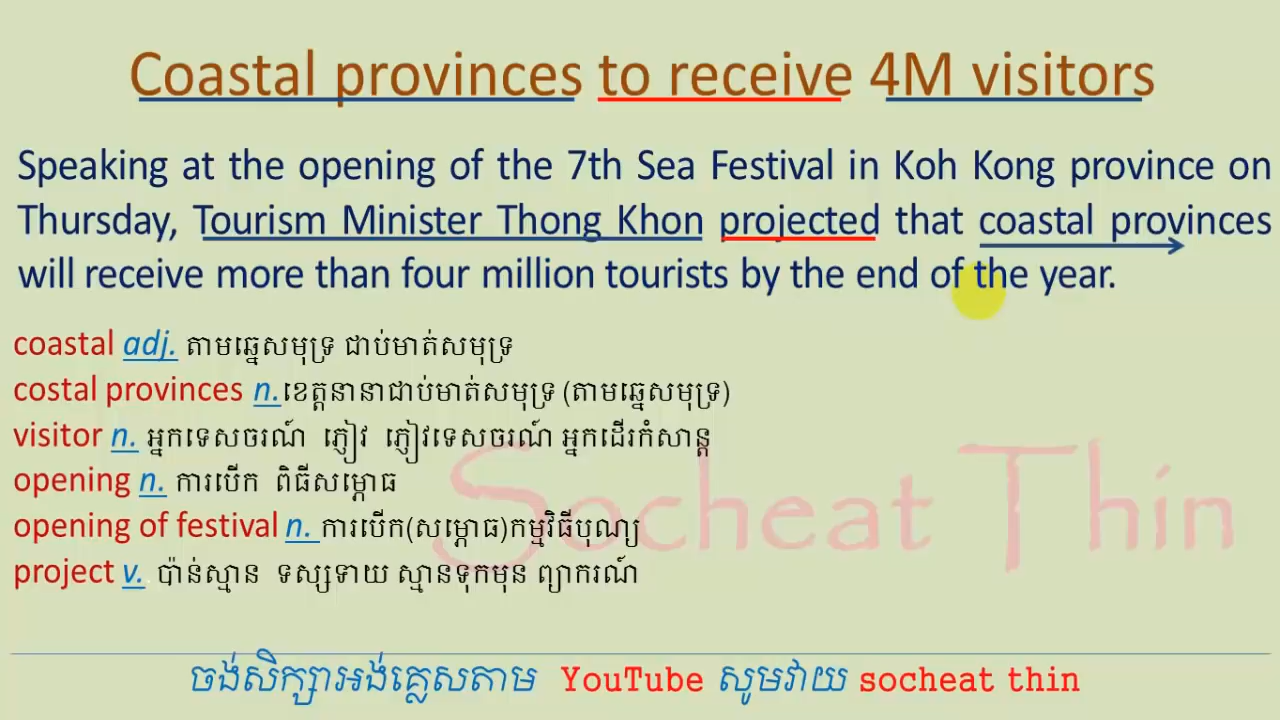 Coastal provinces to receive 4M visitors
Speaking at the opening of the 7th Sea Festival in Koh Kong province on
Thursday, Tourism Minister Thong Khon projected that coastal provinces
will receive more than four million tourists by the end of the year.
coastal adj. តាមឆ្នេសមុទ្រ ជាប់មាត់សមុទ្រ
costal provinces n. ខេត្តនានាជាប់មាត់សមុទ្រ (តាមឆ្នេសមុទ្រ)
visitor n. អ្នកទេសចរណ៍ ភ្ញៀវ ភ្ញៀវទេសចរណ៍ អ្នកដើរកំសាន្ត
opening n. ការបើក ពិធីសម្ភោធ
opening of festival n. ការបើក(សម្ភោធ)កម្មវិធីបុណ្យ
project v. ប៉ាន់ស្មាន ទស្សទាយ ស្មានទុកមុន ព្យាករណ៍
Socheat Thin
ចង់សិក្សាអង់គ្លេសតាម YouTube សូមវាយ socheat thin